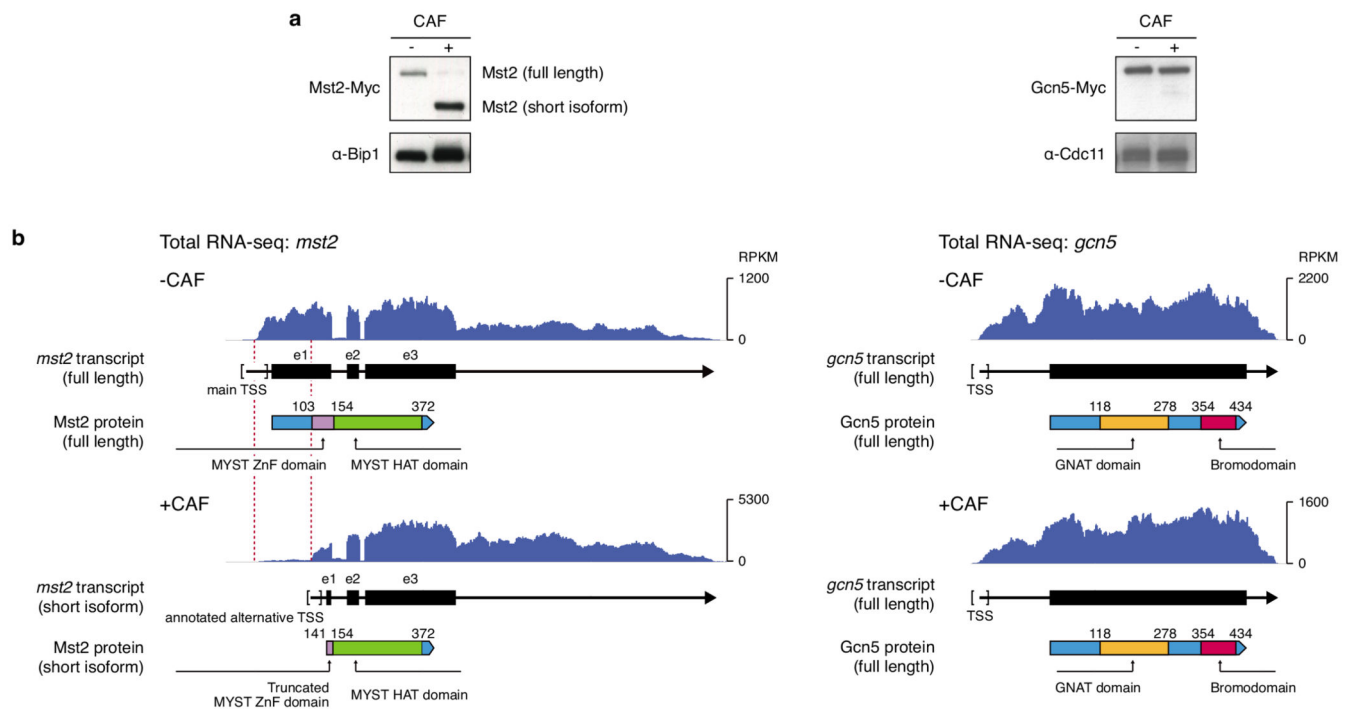 a
CAF
- +
Mst2-Myc
Mst2 (full length)
Mst2 (short isoform)
α-Bip1
CAF
- +
Gcn5-Myc
α-Cdc11
b
Total RNA-seq: mst2
-CAF
RPKM
1200
0
mst2 transcript
(full length)
e1 e2 e3
main TSS
103 154 372
Mst2 protein
(full length)
MYST ZnF domain MYST HAT domain
+CAF
5300
0
mst2 transcript
(short isoform)
e1 e2 e3
annotated alternative TSS
141 154 372
Mst2 protein
(short isoform)
Truncated
MYST ZnF domain
MYST HAT domain
Total RNA-seq: gcn5
-CAF
RPKM
2200
0
gcn5 transcript
(full length)
TSS
118 278 354 434
Gcn5 protein
(full length)
GNAT domain Bromodomain
+CAF
1600
0
gcn5 transcript
(full length)
TSS
118 278 354 434
Gcn5 protein
(full length)
GNAT domain Bromodomain